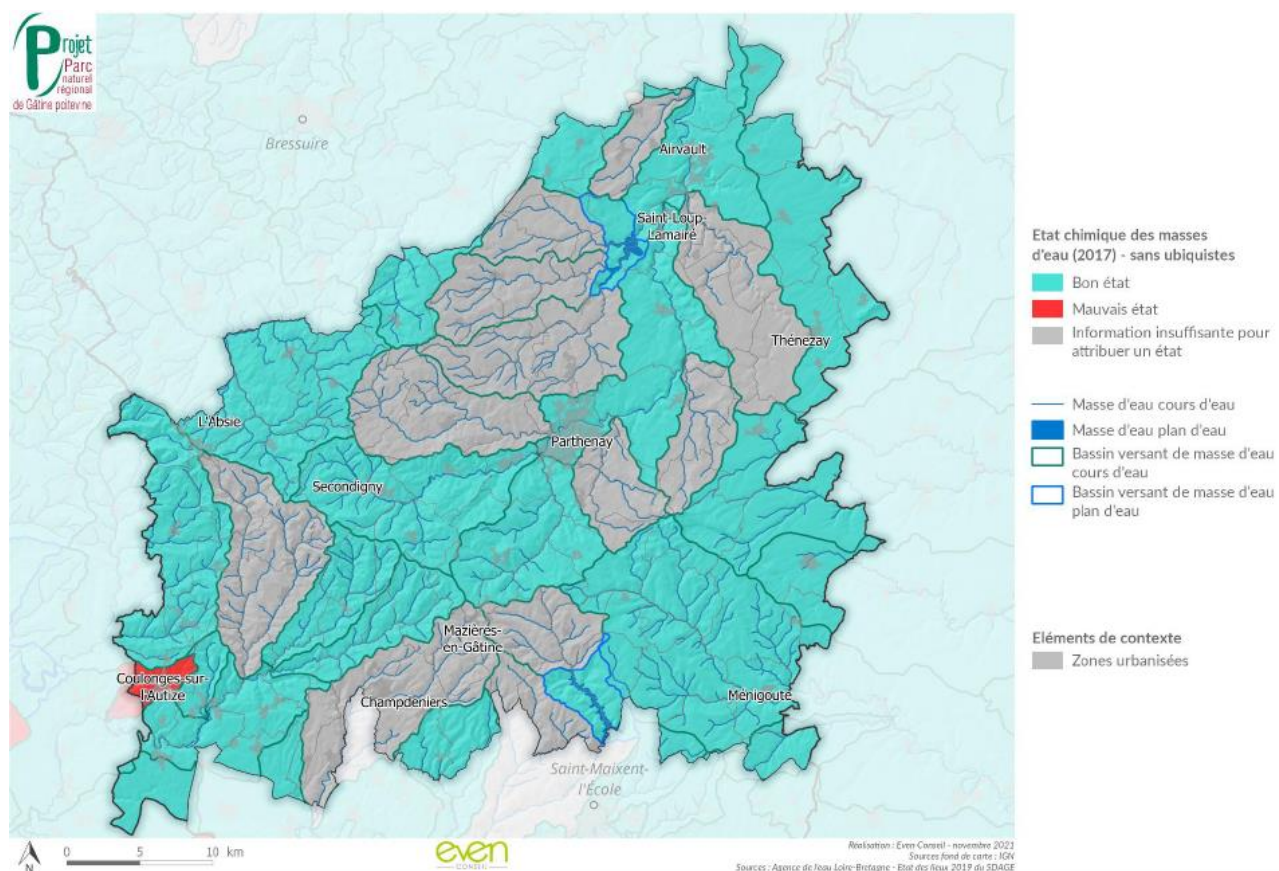 Projet
Parc
naturel
régional
de Gâtine poitevine
Bressuire
Airvault
Saint-Loup-
Lamairé
Thénezay
L'Absie
Parthenay
Secondigny
Mazières-
en-Gâtine
Coulonges-sur-
l'Autize
Champdeniers
Ménigoute
Saint-Maixent-
l'École
Etat chimique des masses
d'eau (2017) - sans ubiquistes
Bon état
Mauvais état
Information insuffisante pour
attribuer un état
Masse d'eau cours d'eau
Masse d'eau plan d'eau
Bassin versant de masse d'eau
cours d'eau
Bassin versant de masse d'eau
plan d'eau
Eléments de contexte
Zones urbanisées
N
0 5 10 km
even
CONSEIL
Réalisation : Even Conseil - novembre 2021
Sources fond de carte : IGN
Sources : Agence de l'eau Loire-Bretagne - Etat des lieux 2019 du SDAGE